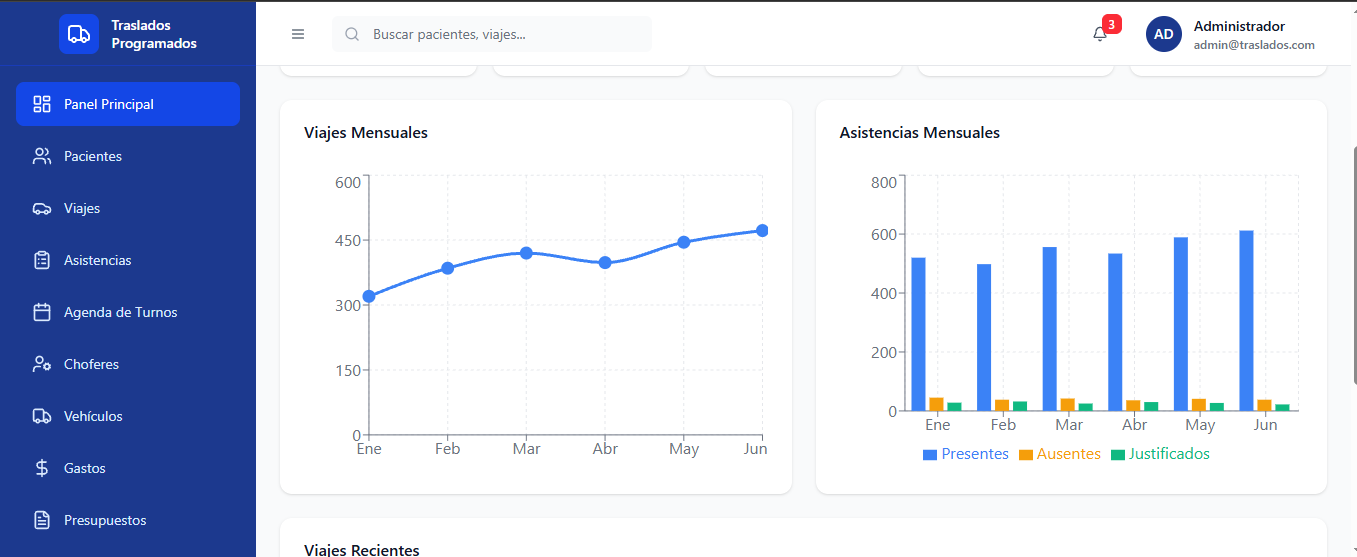 Traslados
Programados
Buscar pacientes, viajes...
3
AD
Administrador
admin@traslados.com
Panel Principal
Pacientes
Viajes
Asistencias
Agenda de Turnos
Choferes
Vehículos
Gastos
Presupuestos
Viajes Mensuales
600
450
300
150
0
Ene Feb Mar Abr May Jun
Asistencias Mensuales
800
600
400
200
0
Ene Feb Mar Abr May Jun
Presentes Ausentes Justificados
Viajes Recientes